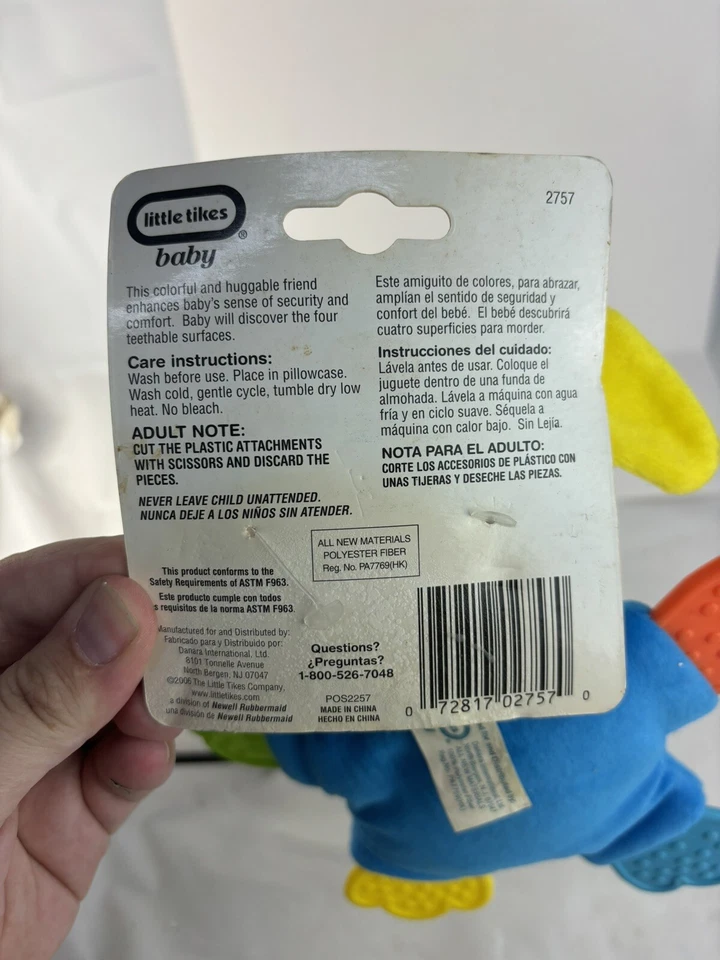 little tikes
®
baby
2757
This colorful and huggable friend
enhances baby's sense of security and
comfort. Baby will discover the four
teethable surfaces.
Care instructions:
Wash before use. Place in pillowcase.
Wash cold, gentle cycle, tumble dry low
heat. No bleach.
ADULT NOTE:
CUT THE PLASTIC ATTACHMENTS
WITH SCISSORS AND DISCARD THE
PIECES.
NEVER LEAVE CHILD UNATTENDED.
NUNCA DEJE A LOS NIÑOS SIN ATENDER.
Este amiguito de colores, para abrazar,
amplían el sentido de seguridad y
confort del bebé. El bebé descubrirá
cuatro superficies para morder.
Instrucciones del cuidado:
Lávela antes de usar. Coloque el
juguete dentro de una funda de
almohada. Lávela a máquina con agua
fría y en ciclo suave. Séquela a
máquina con calor bajo. Sin Lejía.
NOTA PARA EL ADULTO:
CORTE LOS ACCESORIOS DE PLÁSTICO CON
UNAS TIJERAS Y DESECHE LAS PIEZAS.
ALL NEW MATERIALS
POLYESTER FIBER
Reg. No. PA7769(HK)
This product conforms to the
Safety Requirements of ASTM F963.
Este producto cumple con todos
s requisitos de la norma ASTM F963.
Manufactured for and Distributed by:
Fabricado para y Distribuido por:
Danara International, Ltd.
8101 Tonnelle Avenue
North Bergen, NJ 07047
©2006 The Little Tikes Company,
www.littletikes.com
a division of Newell Rubbermaid
una división de Newell Rubbermaid
Questions?
¿Preguntas?
1-800-526-7048
POS2257
MADE IN CHINA
HECHO EN CHINA
0 72817 02757 0